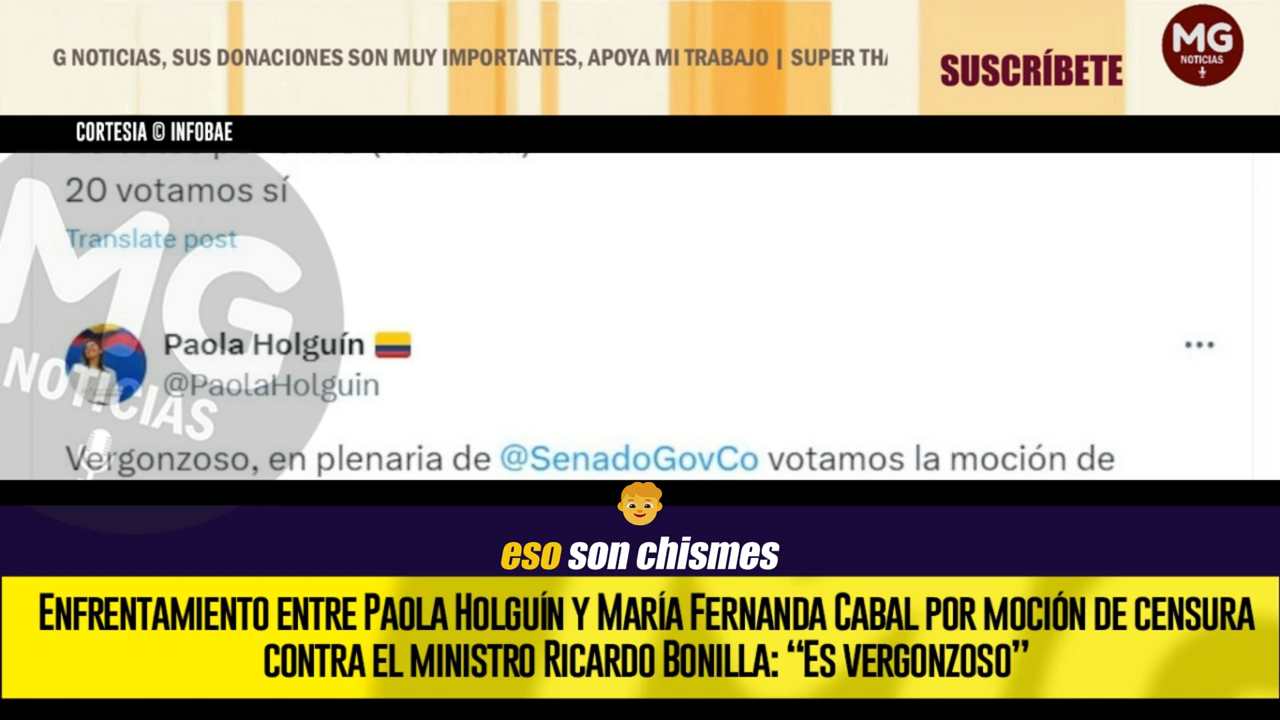 G NOTICIAS, SUS DONACIONES SON MUY IMPORTANTES, APOYA MI TRABAJO | SUPER
SUSCRÍBETE
MG
NOTICIAS
CORTESIA © INFOBAE
20 votamos sí
Translate post
MG
NOTICIAS
Paola Holguín
@PaolaHolguin
Vergonzoso, en plenaria de @SenadoGovCo votamos la moción de
eso son chismes
ENFRENTAMIENTO ENTRE PAOLA HOLGUÍN Y MARÍA FERNANDA CABAL POR MOCIÓN DE CENSURA
CONTRA EL MINISTRO RICARDO BONILLA: “ES VERGONZOSO”